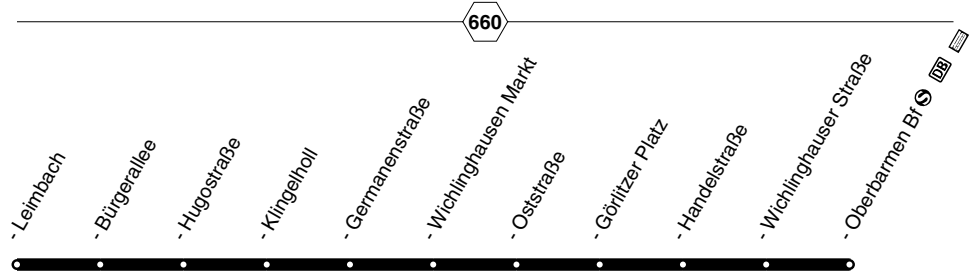 660
- Leimbach
- Bürgerallee
- Hugostraße
- Klingelholl
- Germanenstraße
- Wichlinghausen Markt
- Oststraße
- Görlitzer Platz
- Handelstraße
- Wichlinghauser Straße
- Oberbarmen Bf S DB